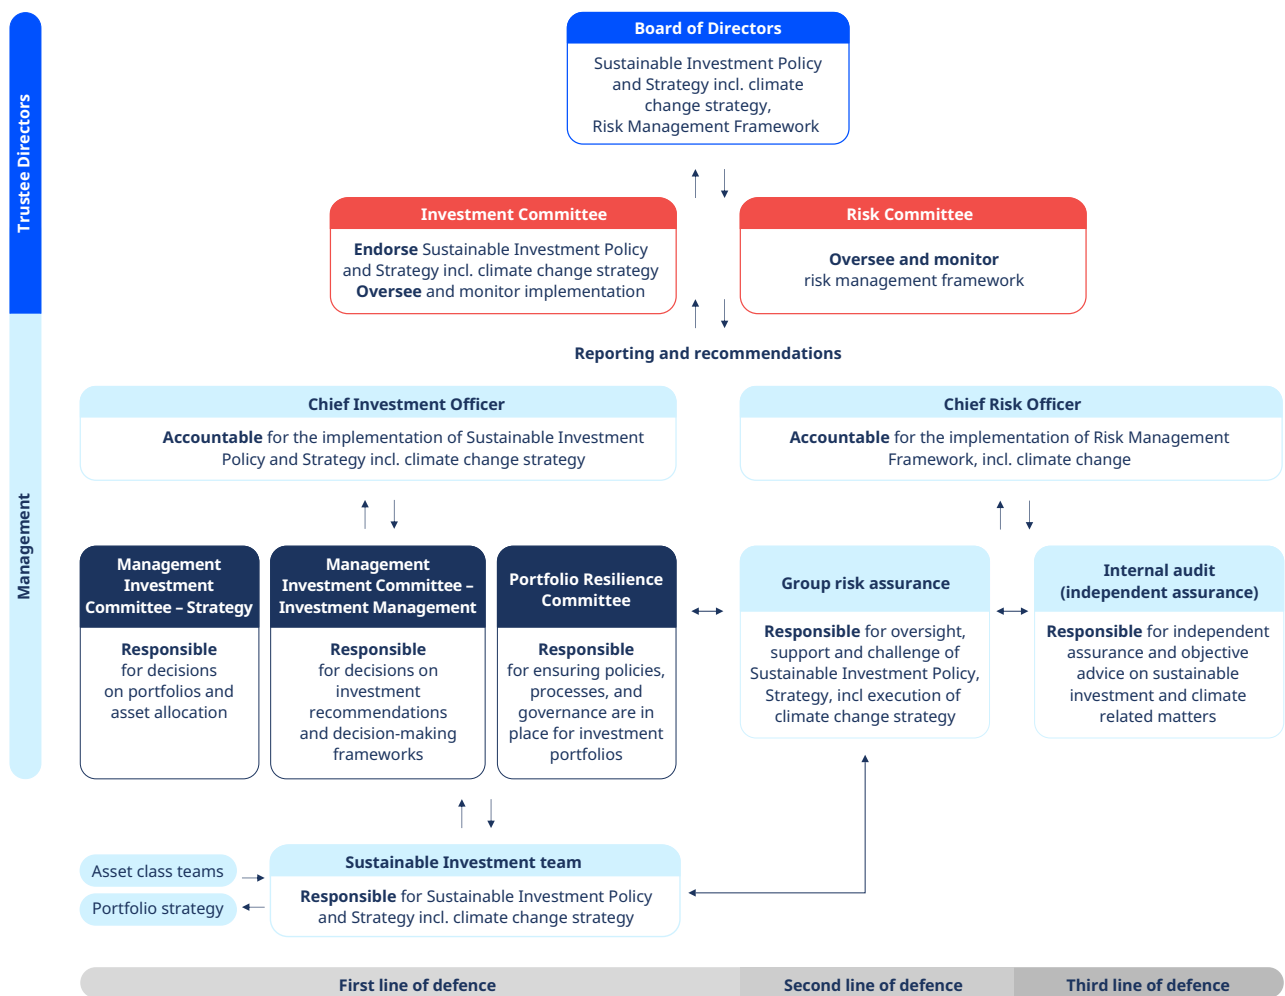 Trustee Directors
Management
Board of Directors
Sustainable Investment Policy
and Strategy incl. climate
change strategy,
Risk Management Framework
Investment Committee
Endorse Sustainable Investment Policy
and Strategy incl. climate change strategy
Oversee and monitor implementation
Risk Committee
Oversee and monitor
risk management framework
Reporting and recommendations
Chief Investment Officer
Accountable for the implementation of Sustainable Investment
Policy and Strategy incl. climate change strategy
Chief Risk Officer
Accountable for the implementation of Risk Management
Framework, incl. climate change
Management
Investment
Committee – Strategy
Responsible
for decisions
on portfolios and
asset allocation
Management
Investment Committee –
Investment Management
Responsible
for decisions on
investment
recommendations
and decision-making
frameworks
Portfolio Resilience
Committee
Responsible
for ensuring policies,
processes, and
governance are in
place for investment
portfolios
Group risk assurance
Responsible for oversight,
support and challenge of
Sustainable Investment Policy,
Strategy, incl execution of
climate change strategy
Internal audit
(independent assurance)
Responsible for independent
assurance and objective
advice on sustainable
investment and climate
related matters
Asset class teams
Portfolio strategy
Sustainable Investment team
Responsible for Sustainable Investment Policy
and Strategy incl. climate change strategy
First line of defence
Second line of defence
Third line of defence